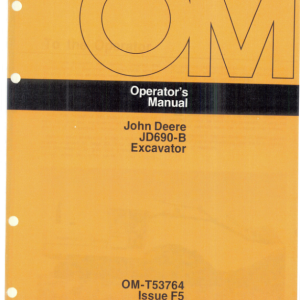 OM
Operator's
Manual
John Deere
JD690-B
Excavator
OM-T53764
Issue F5